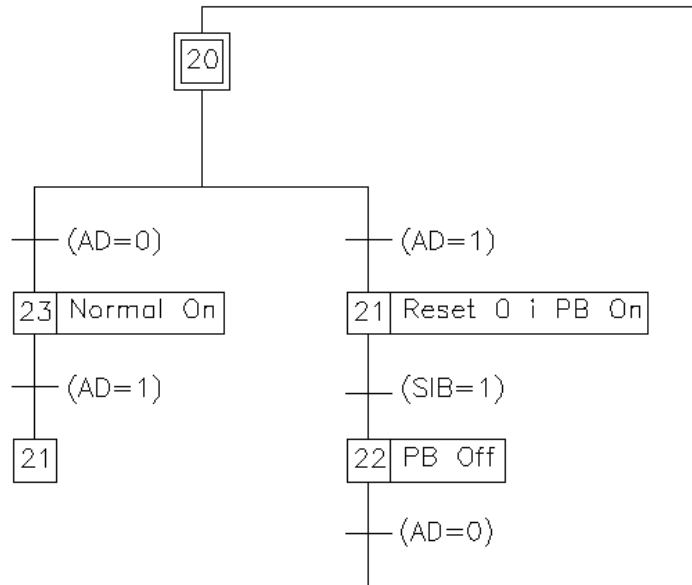 20
(AD=0)
(AD=1)
23 Normal On
21 Reset 0 i PB On
(AD=1)
(SIB=1)
21
22 PB Off
(AD=0)